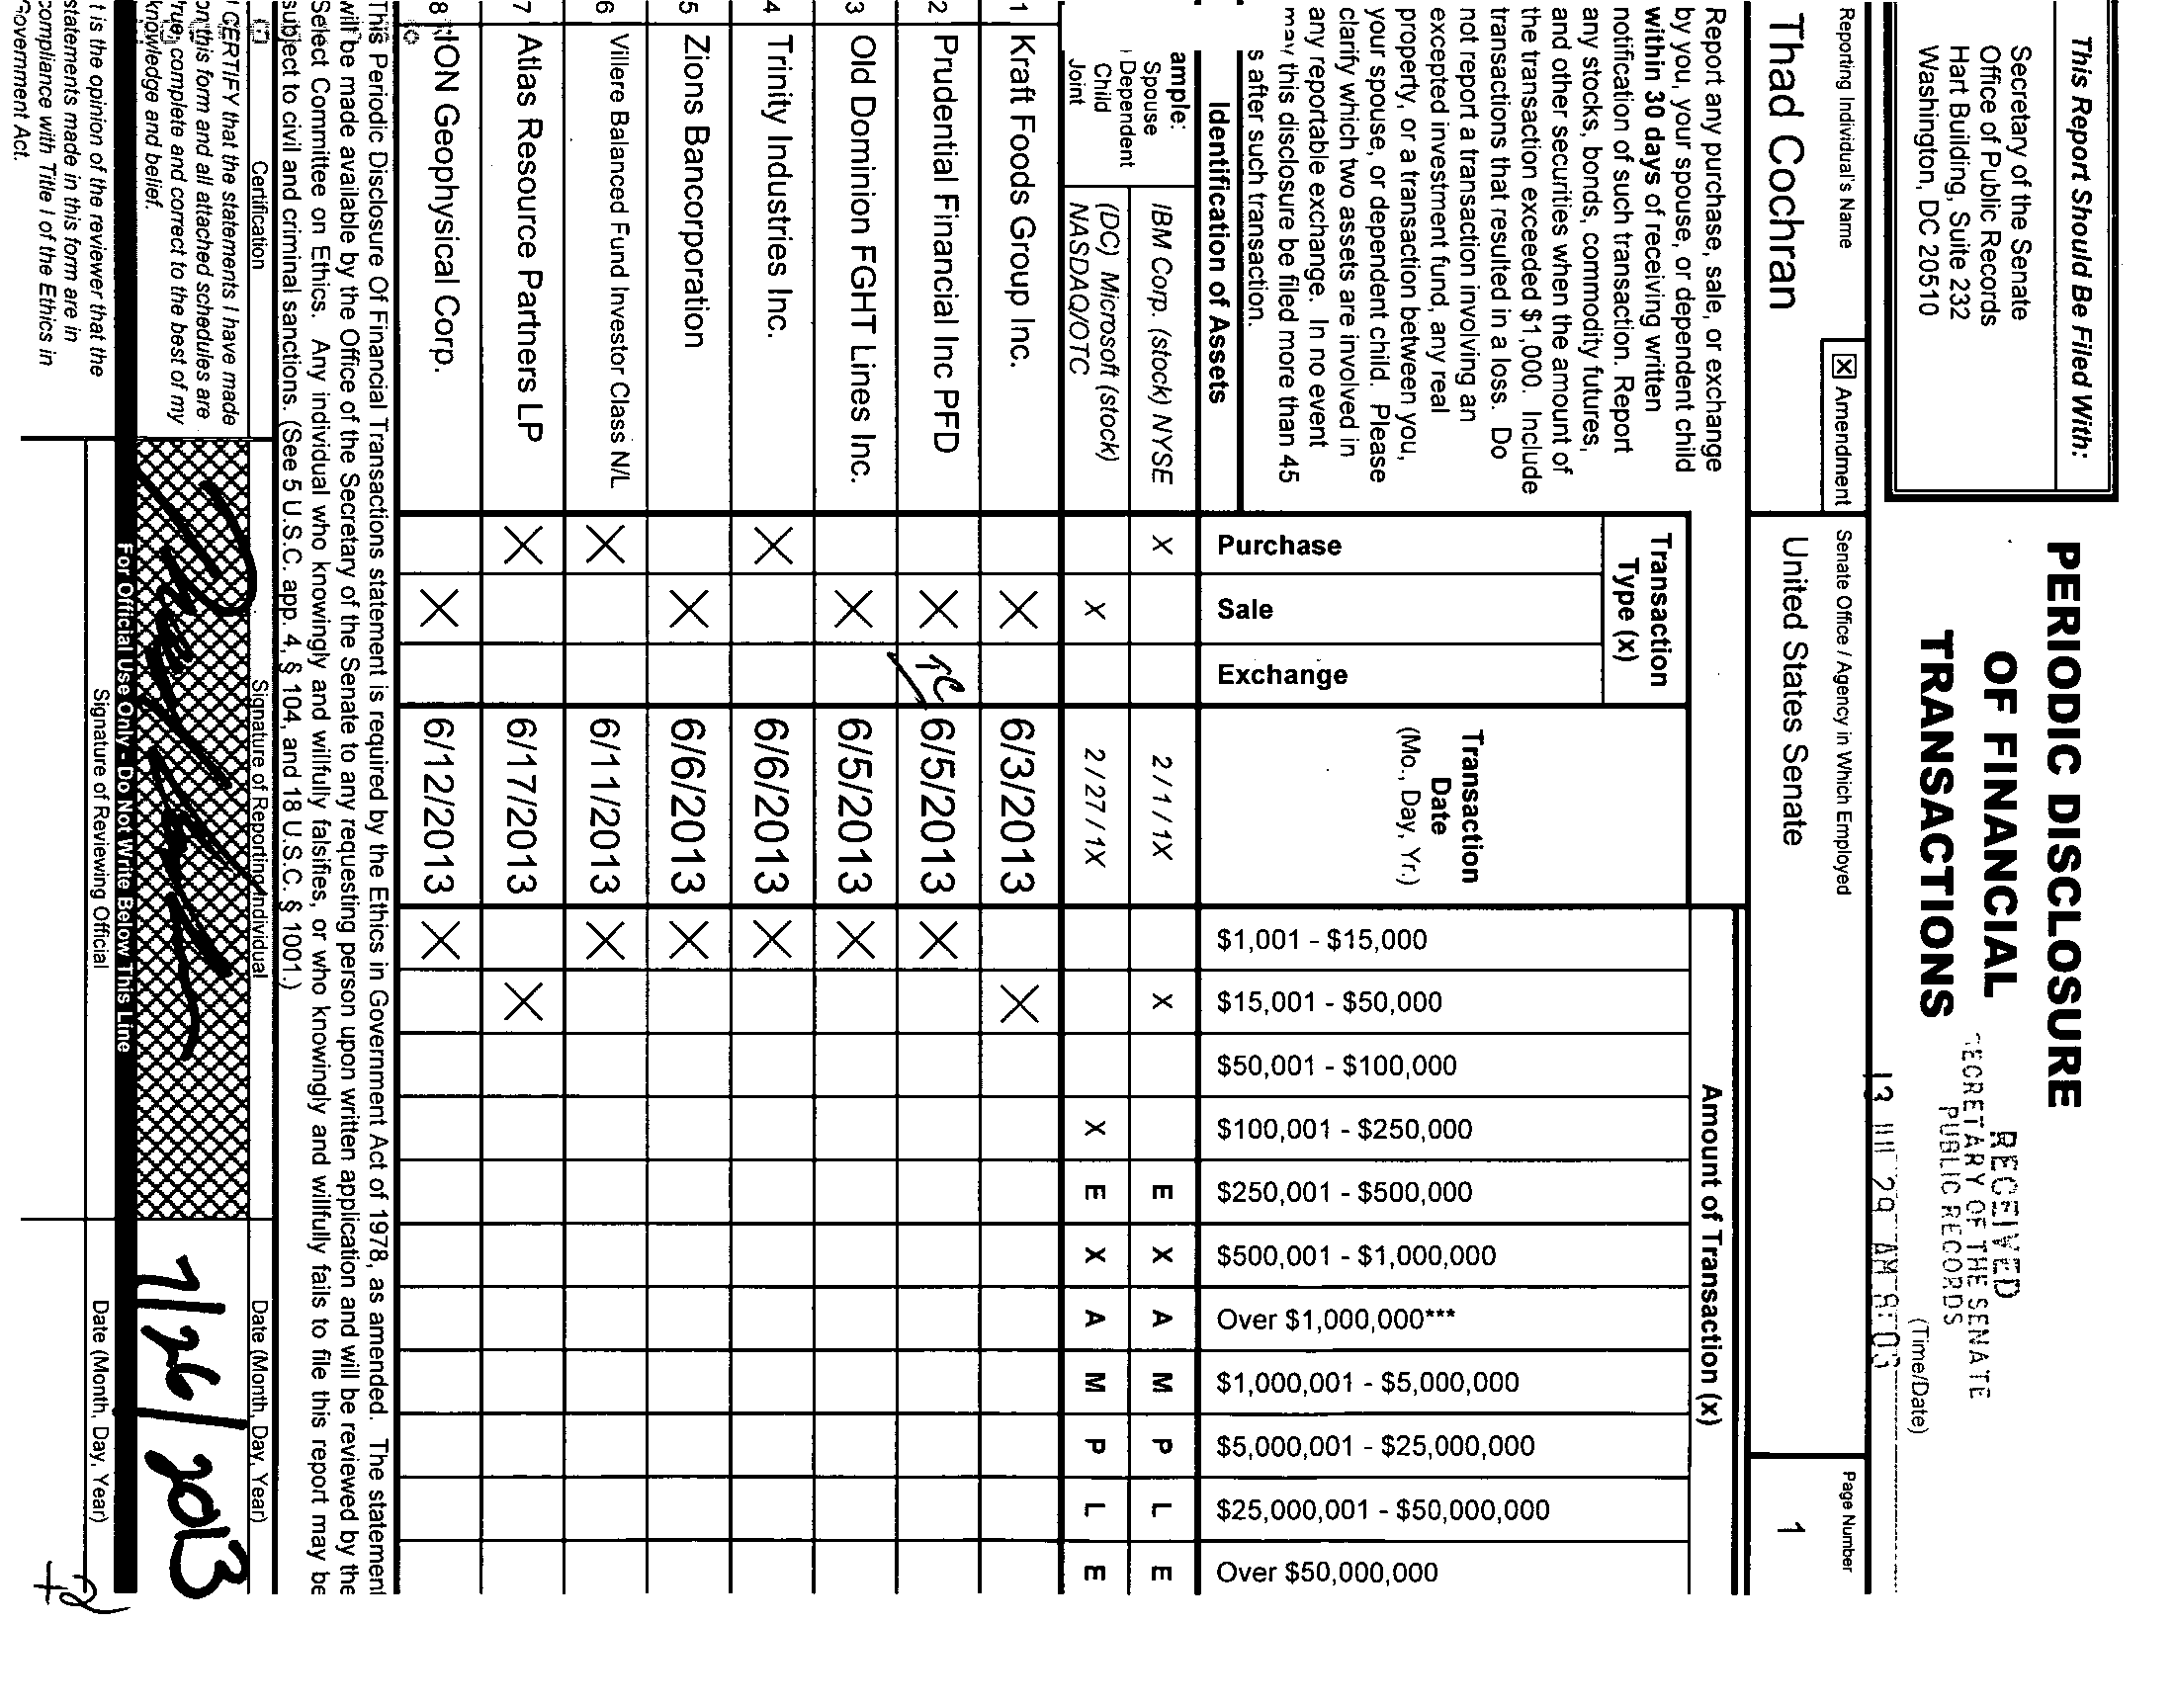 This Report Should Be Filed With:
Secretary of the Senate
Office of Public Records
Hart Building, Suite 232
Washington, DC 20510
PERIODIC DISCLOSURE
OF FINANCIAL
TRANSACTIONS
RECEIVED
SECRETARY OF THE SENATE
PUBLIC RECORDS
(Time/Date)
Reporting Individual's Name
X Amendment
Senate Office / Agency in Which Employed
Page Number
Thad Cochran
United States Senate
1
Report any purchase, sale, or exchange
by you, your spouse, or dependent child
within 30 days of receiving written
notification of such transaction. Report
any stocks, bonds, commodity futures,
and other securities when the amount of
the transaction exceeded $1,000. Include
transactions that resulted in a loss. Do
not report a transaction involving an
excepted investment fund, any real
property, or a transaction between you,
your spouse, or dependent child. Please
clarify which two assets are involved in
any reportable exchange. In no event
may this disclosure be filed more than 45
s after such transaction.
Identification of Assets
Transaction
Type (x)
Purchase
Sale
Exchange
Transaction
Date
(Mo., Day, Yr.)
Amount of Transaction (x)
$1,001 - $15,000
$15,001 - $50,000
$50,001 - $100,000
$100,001 - $250,000
$250,001 - $500,000
$500,001 - $1,000,000
Over $1,000,000***
$1,000,001 - $5,000,000
$5,000,001 - $25,000,000
$25,000,001 - $50,000,000
Over $50,000,000
ample:
Spouse
Dependent
Child
Joint
IBM Corp. (stock) NYSE X 2 / 1 / 1X X E X A M P L E
(DC) Microsoft (stock)
NASDAQ/OTC X 2 / 27 / 1X X E X A M P L E
1 Kraft Foods Group Inc. X 6/3/2013 X
2 Prudential Financial Inc PFD X TC 6/5/2013 X
3 Old Dominion FGHT Lines Inc. X 6/5/2013 X
4 Trinity Industries Inc. X 6/6/2013 X
5 Zions Bancorporation X 6/6/2013 X
6 Villere Balanced Fund Investor Class N/L X 6/11/2013 X
7 Atlas Resource Partners LP X 6/17/2013 X
8 ION Geophysical Corp. X 6/12/2013 X
This Periodic Disclosure Of Financial Transactions statement is required by the Ethics in Government Act of 1978, as amended. The statement
will be made available by the Office of the Secretary of the Senate to any requesting person upon written application and will be reviewed by the
Select Committee on Ethics. Any individual who knowingly and willfully falsifies, or who knowingly and willfully fails to file this report may be
subject to civil and criminal sanctions. (See 5 U.S.C. app. 4, § 104, and 18 U.S.C. § 1001.)
Certification
Signature of Reporting Individual
Date (Month, Day, Year)
I CERTIFY that the statements I have made
on this form and all attached schedules are
true, complete and correct to the best of my
knowledge and belief.
7/26/2013
For Official Use Only - Do Not Write Below This Line
t is the opinion of the reviewer that the
statements made in this form are in
compliance with Title I of the Ethics in
Government Act.
Signature of Reviewing Official
Date (Month, Day, Year)